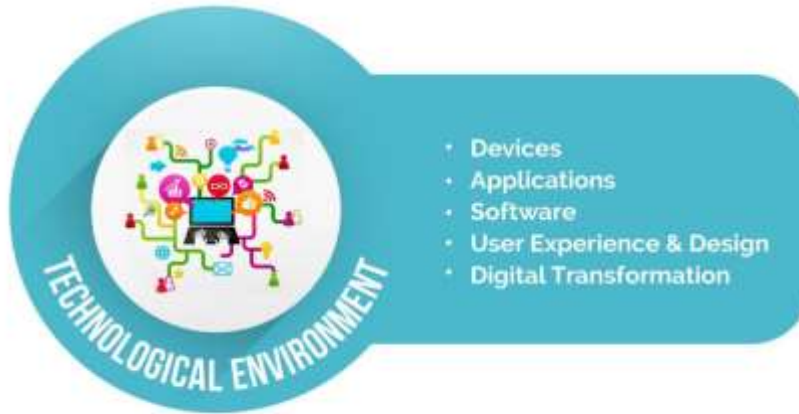 TECHNOLOGICAL ENVIRONMENT
• Devices
• Applications
• Software
• User Experience & Design
• Digital Transformation